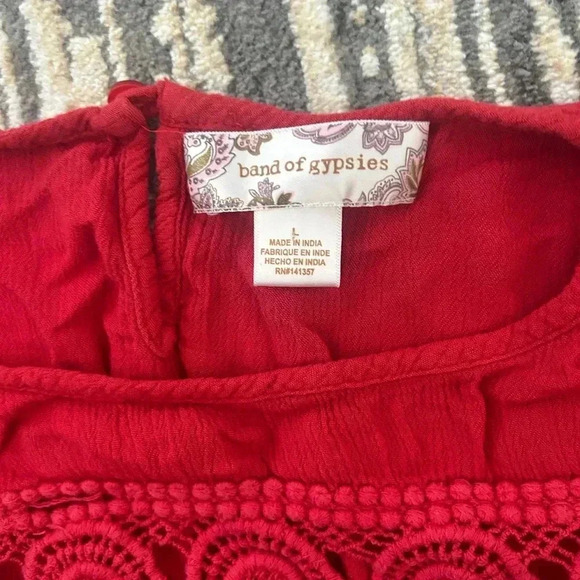 band of gypsies
L
MADE IN INDIA
FABRIQUE EN INDE
HECHO EN INDIA
RN#141357